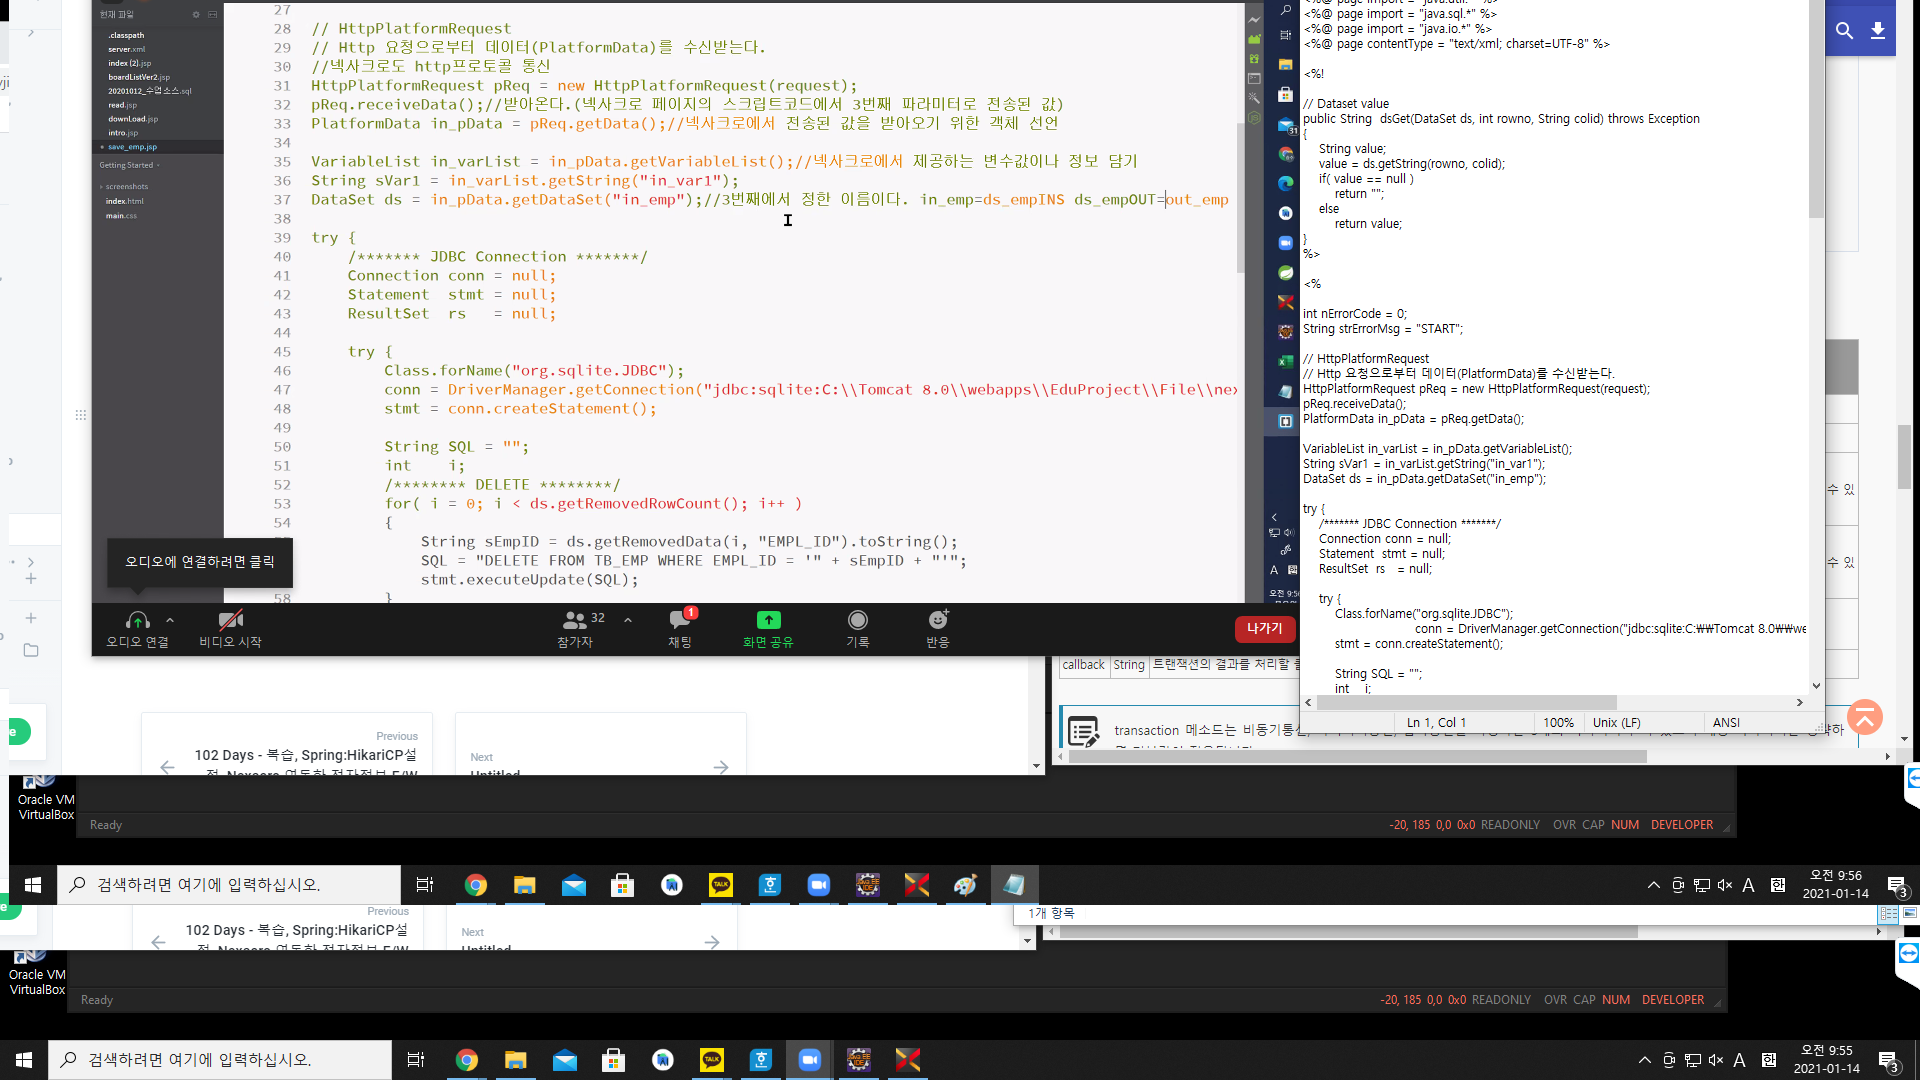 현재 파일
.classpath
server.xml
index (2).jsp
boardListVer2.jsp
20201012_수업 소스.sql
read.jsp
downLoad.jsp
intro.jsp
save_emp.jsp
Getting Started
screenshots
index.html
main.css
27
28 // HttpPlatformRequest
29 // Http 요청으로부터 데이터(PlatformData)를 수신받는다.
30 //넥사크로도 http프로토콜 통신
31 HttpPlatformRequest pReq = new HttpPlatformRequest(request);
32 pReq.receiveData();//받아온다.(넥사크로 페이지의 스크립트코드에서 3번째 파라미터로 전송된 값)
33 PlatformData in_pData = pReq.getData();//넥사크로에서 전송된 값을 받아오기 위한 객체 선언
34
35 VariableList in_varList = in_pData.getVariableList();//넥사크로에서 제공하는 변수값이나 정보 담기
36 String sVar1 = in_varList.getString("in_var1");
37 DataSet ds = in_pData.getDataSet("in_emp");//3번째에서 정한 이름이다. in_emp=ds_empINS ds_empOUT=out_emp
38
39 try {
40 /******* JDBC Connection *******/
41 Connection conn = null;
42 Statement  stmt = null;
43 ResultSet  rs   = null;
44
45 try {
46 Class.forName("org.sqlite.JDBC");
47 conn = DriverManager.getConnection("jdbc:sqlite:C:\\Tomcat 8.0\\webapps\\EduProject\\File\\nex
48 stmt = conn.createStatement();
49
50 String SQL = "";
51 int    i;
52 /******** DELETE ********/
53 for( i = 0; i < ds.getRemovedRowCount(); i++ )
54 {
String sEmpID = ds.getRemovedData(i, "EMPL_ID").toString();
56 SQL = "DELETE FROM TB_EMP WHERE EMPL_ID = '" + sEmpID + "'";
57 stmt.executeUpdate(SQL);
58 }
오디오에 연결하려면 클릭
오디오 연결
비디오 시작
32
참가자
1
채팅
화면 공유
기록
반응
나가기
31
A
오전 9:56
<%@ page import = "java.util.*" %>
<%@ page import = "java.sql.*" %>
<%@ page import = "java.io.*" %>
<%@ page contentType = "text/xml; charset=UTF-8" %>
<%!
// Dataset value
public String  dsGet(DataSet ds, int rowno, String colid) throws Exception
{
String value;
value = ds.getString(rowno, colid);
if( value == null )
return "";
else
return value;
}
%>
<%
int nErrorCode = 0;
String strErrorMsg = "START";
// HttpPlatformRequest
// Http 요청으로부터 데이터(PlatformData)를 수신받는다.
HttpPlatformRequest pReq = new HttpPlatformRequest(request);
pReq.receiveData();
PlatformData in_pData = pReq.getData();
VariableList in_varList = in_pData.getVariableList();
String sVar1 = in_varList.getString("in_var1");
DataSet ds = in_pData.getDataSet("in_emp");
try {
/******* JDBC Connection *******/
Connection conn = null;
Statement  stmt = null;
ResultSet  rs   = null;
try {
Class.forName("org.sqlite.JDBC");
conn = DriverManager.getConnection("jdbc:sqlite:C:₩₩Tomcat 8.0₩₩we
stmt = conn.createStatement();
String SQL = "";
int    i;
Ln 1, Col 1
100%
Unix (LF)
ANSI
수 있
수 있
callback String 트랜잭션의 결과를 처리할
transaction 메소드는 비동기통신,
Previous
102 Days - 복습, Spring:HikariCP설
Next
Untitled
Oracle VM
VirtualBox
Ready
-20, 185 0,0 0x0 READONLY OVR CAP NUM DEVELOPER
검색하려면 여기에 입력하십시오.
TALK
A 한
오전 9:56
2021-01-14
3
Previous
102 Days - 복습, Spring:HikariCP설
Next
Untitled
1개 항목
Oracle VM
VirtualBox
Ready
-20, 185 0,0 0x0 READONLY OVR CAP NUM DEVELOPER
검색하려면 여기에 입력하십시오.
TALK
A 한
오전 9:55
2021-01-14
3